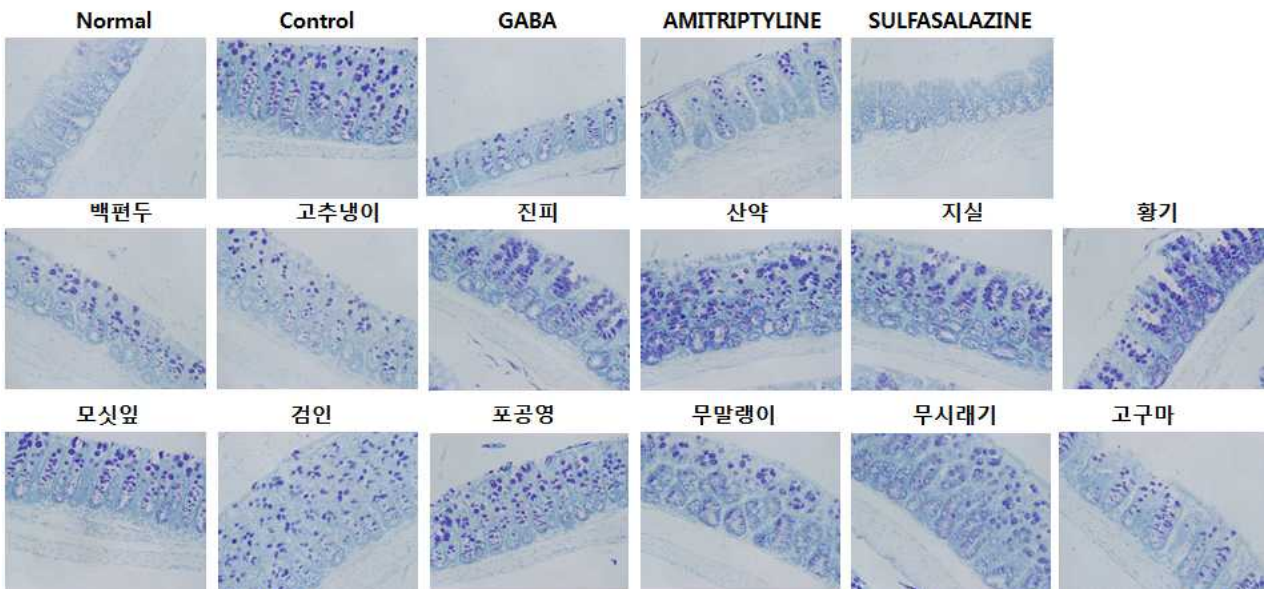 Normal Control GABA AMITRIPTYLINE SULFASALAZINE
백편두 고추냉이 진피 산약 지실 황기
모싯잎 검인 포공영 무말랭이 무시래기 고구마